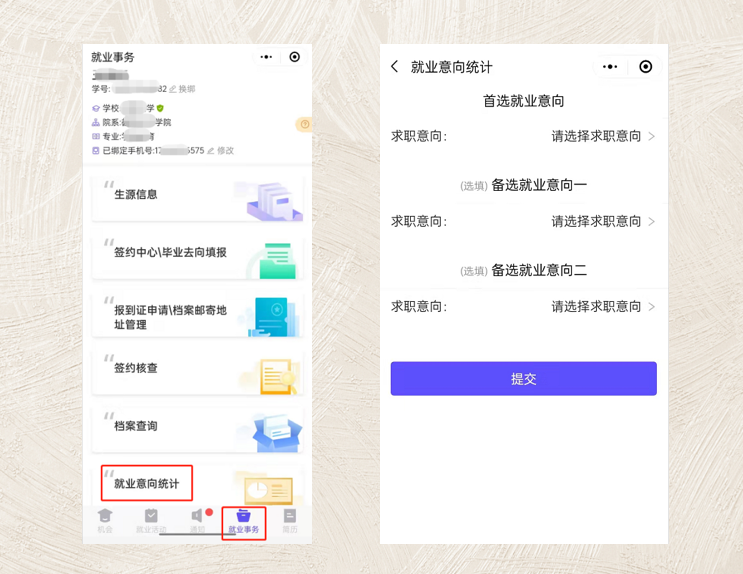 就业事务
学号: 32 换绑
学校 学
院系: 学院
专业: 育
已绑定手机号:17 5575 修改
生源信息
签约中心\毕业去向填报
报到证申请\档案邮寄地
址管理
签约核查
档案查询
就业意向统计
机会
就业活动
通知
就业事务
简历
就业意向统计
首选就业意向
求职意向:
请选择求职意向
(选填) 备选就业意向一
求职意向:
请选择求职意向
(选填) 备选就业意向二
求职意向:
请选择求职意向
提交